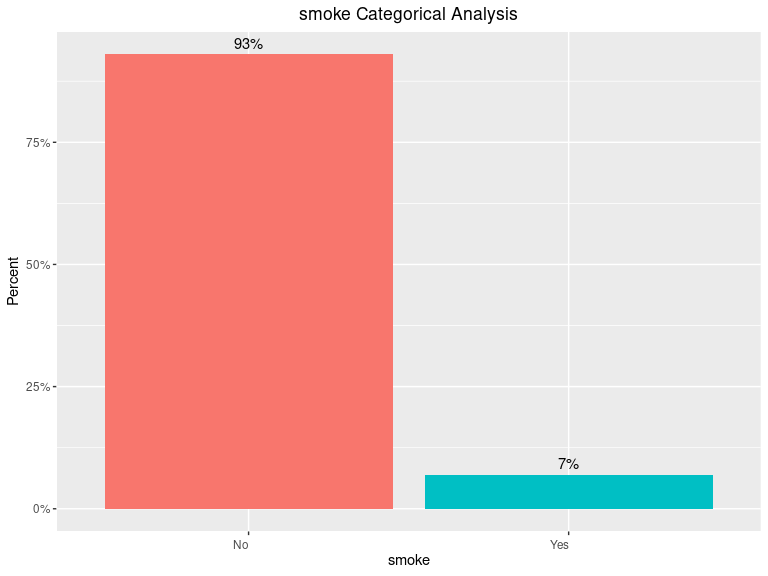 smoke Categorical Analysis
93%
75%
50%
25%
7%
0%
Percent
No
Yes
smoke